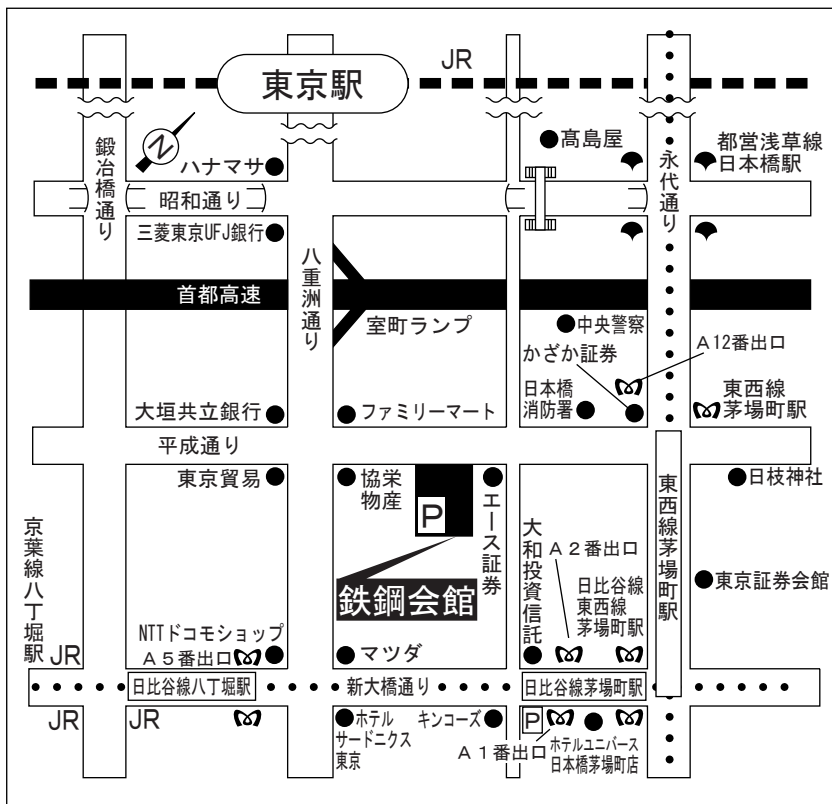 JR
東京駅
N
ハナマサ
鍛冶橋通り
昭和通り
三菱東京UFJ銀行
髙島屋
永代通り
都営浅草線
日本橋駅
八重洲通り
首都高速
室町ランプ
中央警察
かざか証券
A12番出口
大垣共立銀行
ファミリーマート
日本橋
消防署
東西線
茅場町駅
平成通り
東京貿易
協栄
物産
P
エース証券
日枝神社
東西線茅場町駅
京葉線八丁堀駅
鉄鋼会館
大和投資信託
A2番出口
日比谷線
東西線
茅場町駅
東京証券会館
NTTドコモショップ
A5番出口
マツダ
JR
日比谷線八丁堀駅
新大橋通り
日比谷線茅場町駅
JR
JR
ホテル
サードニクス
東京
キンコーズ
P
A1番出口
ホテルユニバース
日本橋茅場町店